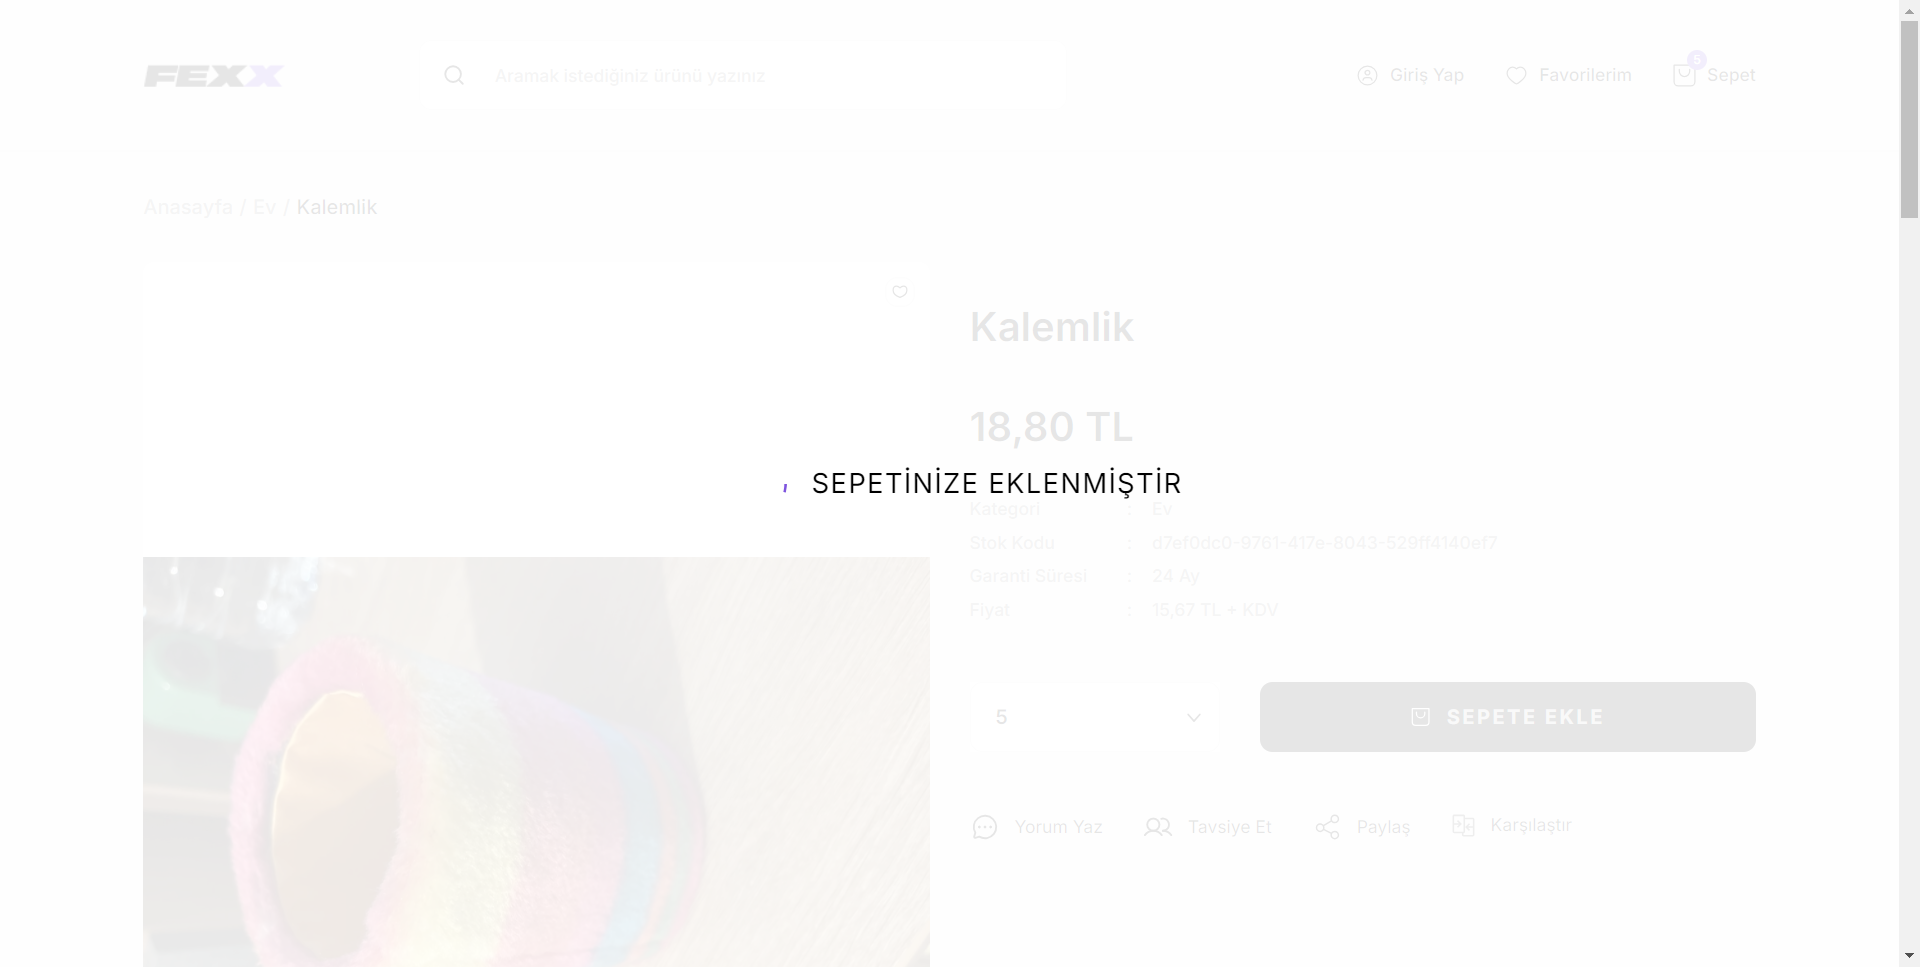 FEXX
Aramak istediğiniz ürünü yazınız
Giriş Yap
Favorilerim
5
Sepet
Anasayfa / Ev / Kalemlik
Kalemlik
18,80 TL
SEPETİNİZE EKLENMİŞTİR
Kategori : Ev
Stok Kodu : d7ef0dc0-9761-417e-8043-529ff4140ef7
Garanti Süresi : 24 Ay
Fiyat : 15,67 TL + KDV
5
SEPETE EKLE
Yorum Yaz
Tavsiye Et
Paylaş
Karşılaştır